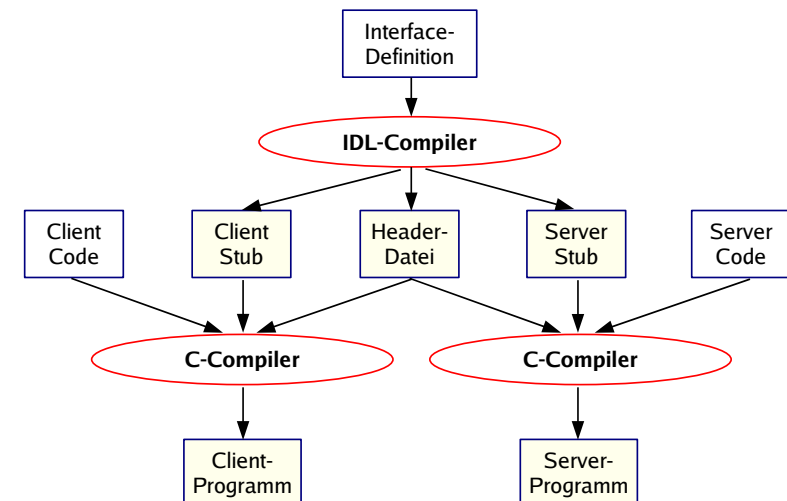 Interface-
Definition
IDL-Compiler
Client
Code
Client
Stub
Header-
Datei
Server
Stub
Server
Code
C-Compiler
C-Compiler
Client-
Programm
Server-
Programm